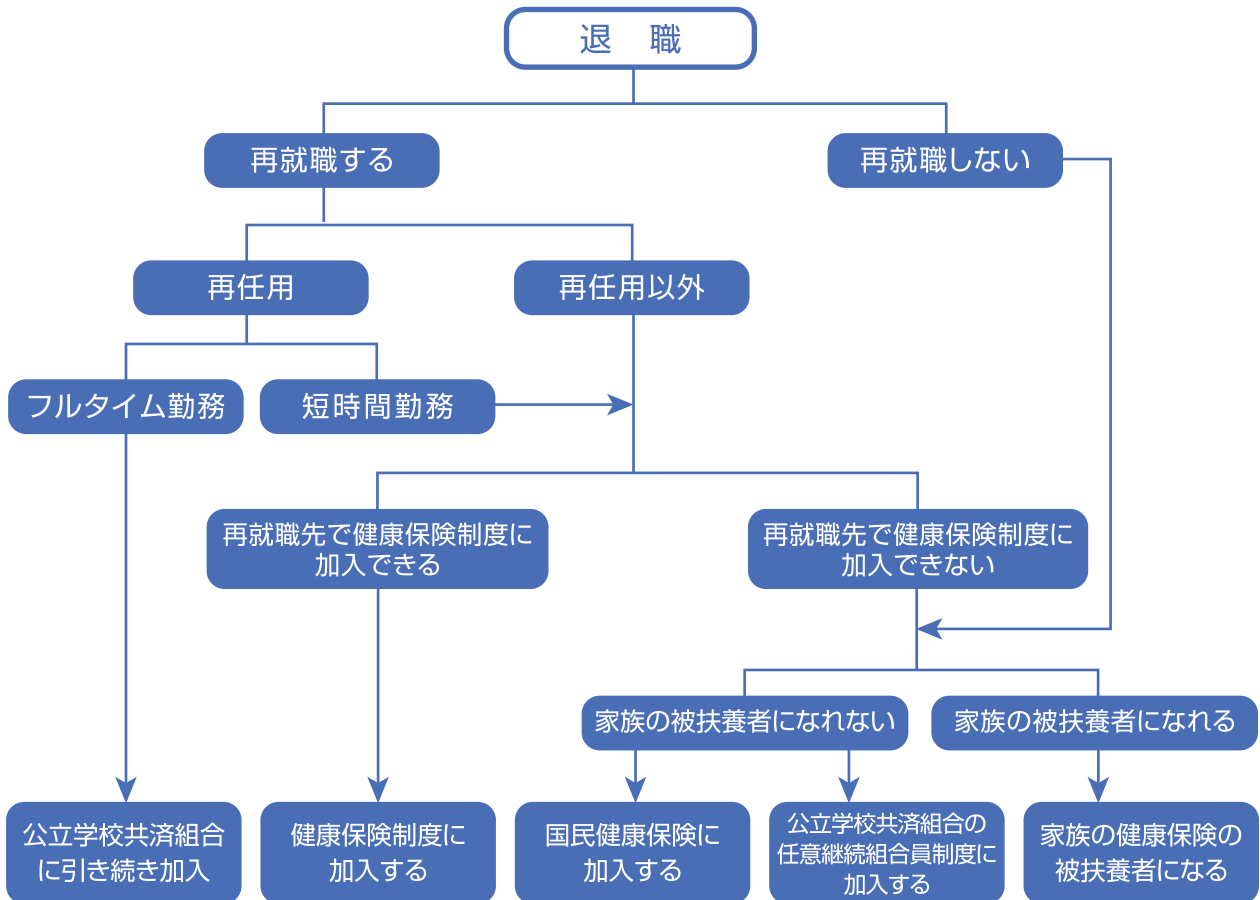 退　職
再就職する
再就職しない
再任用
再任用以外
フルタイム勤務
短時間勤務
再就職先で健康保険制度に
加入できる
再就職先で健康保険制度に
加入できない
家族の被扶養者になれない
家族の被扶養者になれる
公立学校共済組合
に引き続き加入
健康保険制度に
加入する
国民健康保険に
加入する
公立学校共済組合の
任意継続組合員制度に
加入する
家族の健康保険の
被扶養者になる